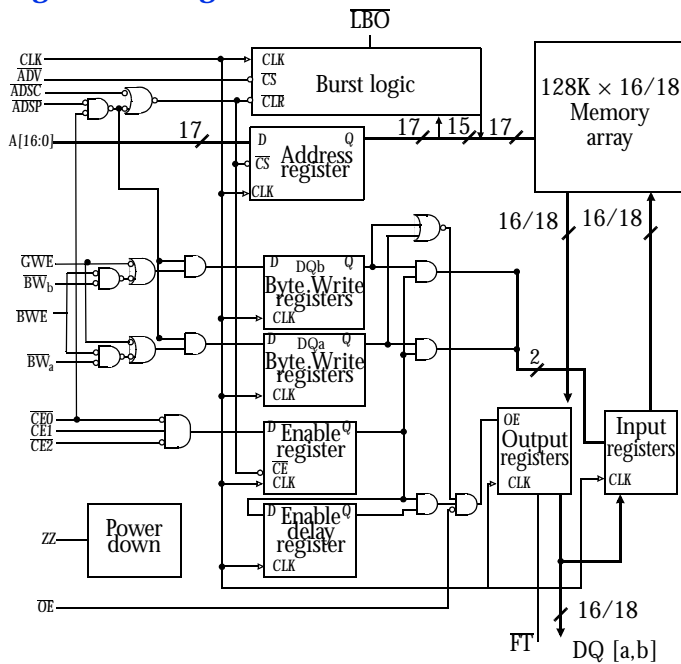 LBO
CLK
ADV
ADSC
ADSP
A[16:0]
17
CLK
CS
CLR
Burst logic
D
Q
CS
CLK
Address
register
17
15
17
128K × 16/18
Memory
array
16/18
16/18
GWE
BWb
BWE
BWa
D
DQb
Q
Byte Write
registers
CLK
D
DQa
Q
Byte Write
registers
CLK
2
CE0
CE1
CE2
D
Enable
Q
register
CE
CLK
D
Enable
Q
delay
register
CLK
OE
Output
registers
CLK
Input
registers
CLK
ZZ
Power
down
OE
FT
16/18
DQ [a,b]